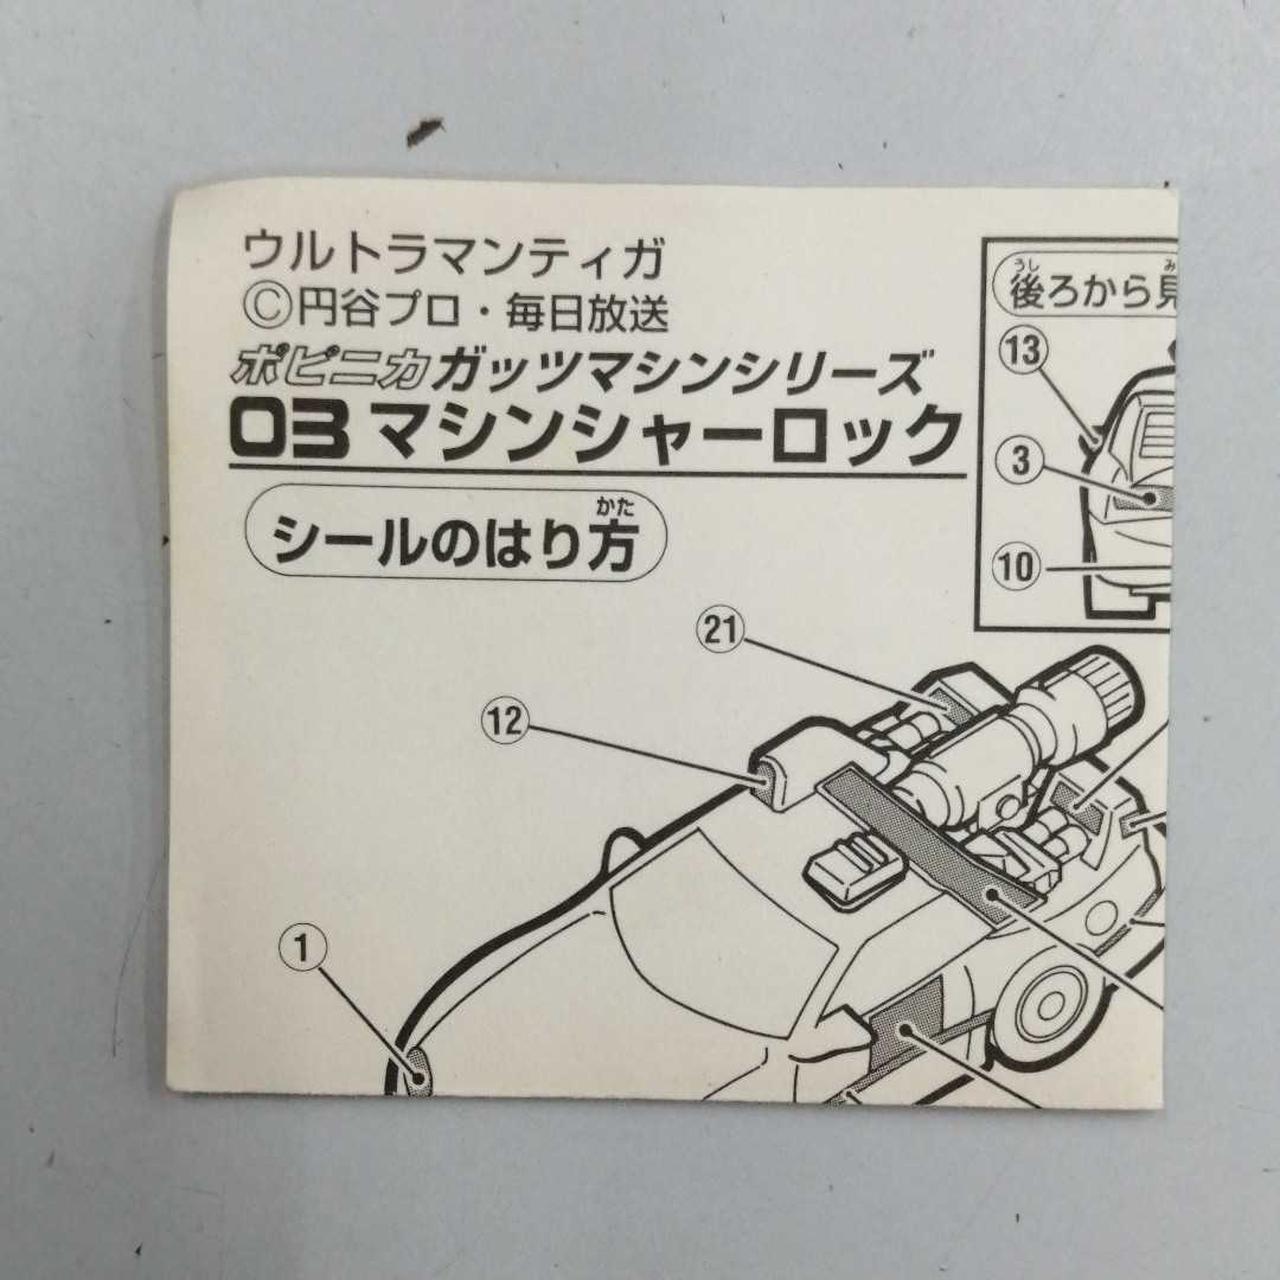 ウルトラマンティガ
Ⓒ円谷プロ・毎日放送
ポピニカガッツマシンシリーズ
03 マシンシャーロック
かた
シールのはり方
うし み
後ろから見
13
3
10
21
12
1